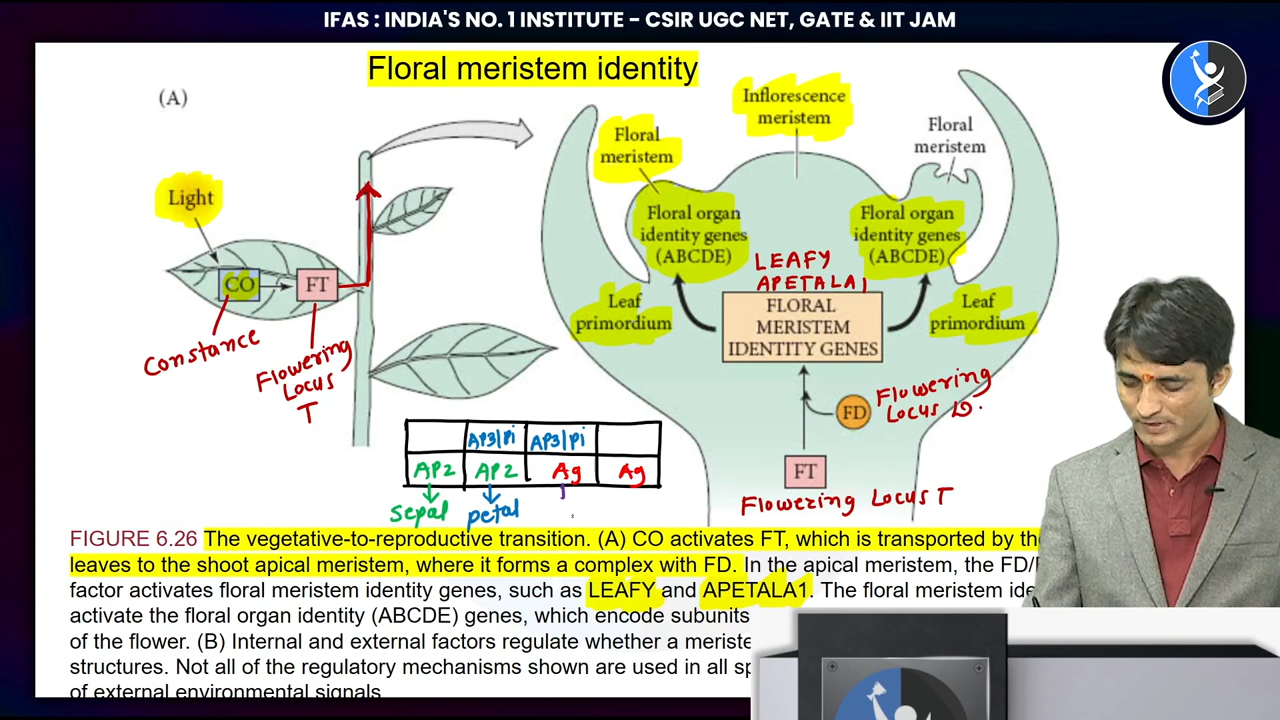 IFAS : INDIA'S NO. 1 INSTITUTE – CSIR UGC NET, GATE & IIT JAM
Floral meristem identity
(A)
Light
CO
FT
Constance
Flowering
Locus
T
Inflorescence
meristem
Floral
meristem
Floral
meristem
Floral organ
identity genes
(ABCDE)
Floral organ
identity genes
(ABCDE)
LEAFY
APETALA1
Leaf
primordium
Leaf
primordium
FLORAL
MERISTEM
IDENTITY GENES
FD
Flowering
Locus D.
FT
Flowering Locus T
AP3/Pi AP3/Pi
AP2 AP2 Ag Ag
sepal petal
FIGURE 6.26 The vegetative-to-reproductive transition. (A) CO activates FT, which is transported by
leaves to the shoot apical meristem, where it forms a complex with FD. In the apical meristem, the
factor activates floral meristem identity genes, such as LEAFY and APETALA1. The floral meristem
activate the floral organ identity (ABCDE) genes, which encode subunits
of the flower. (B) Internal and external factors regulate whether a
structures. Not all of the regulatory mechanisms shown are used in all
of external environmental signals